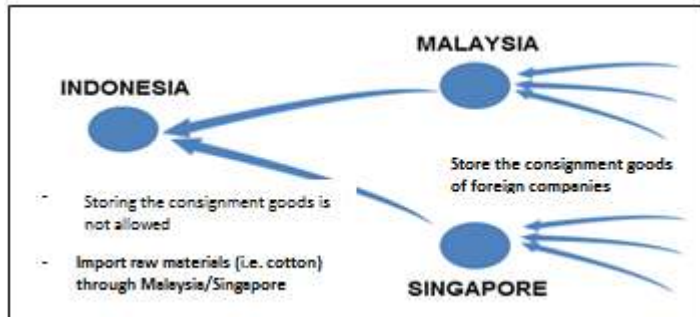 MALAYSIA
INDONESIA
Store the consignment goods
of foreign companies
- Storing the consignment goods is
not allowed
- Import raw materials (i.e. cotton)
through Malaysia/Singapore
SINGAPORE